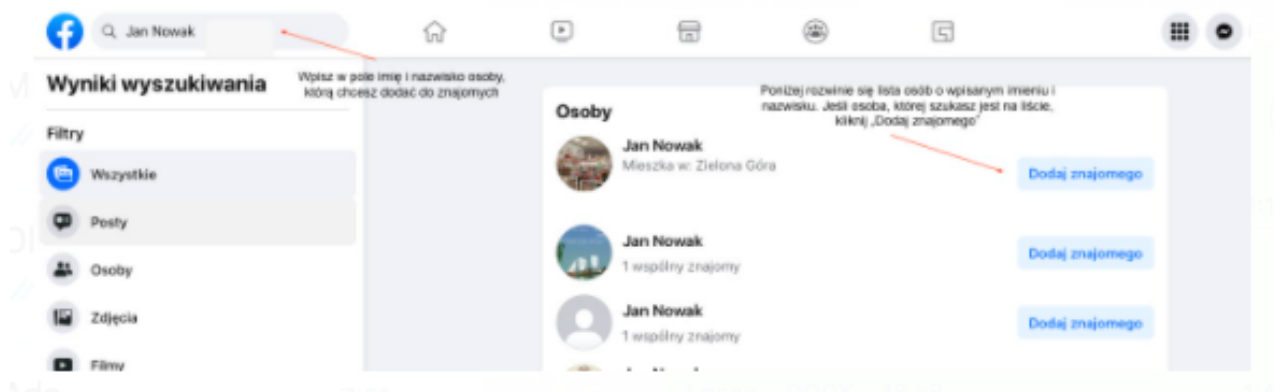 Jan Nowak
Wyniki wyszukiwania
Wpisz w pole imię i nazwisko osoby,
którą chcesz dodać do znajomych
Filtry
Wszystkie
Posty
Osoby
Zdjęcia
Filmy
Poniżej rozwinie się lista osób o wpisanym imieniu i
nazwisku. Jeśli osoba, której szukasz jest na liście,
kliknij „Dodaj znajomego"
Osoby
Jan Nowak
Mieszka w: Zielona Góra
Dodaj znajomego
Jan Nowak
1 wspólny znajomy
Dodaj znajomego
Jan Nowak
1 wspólny znajomy
Dodaj znajomego